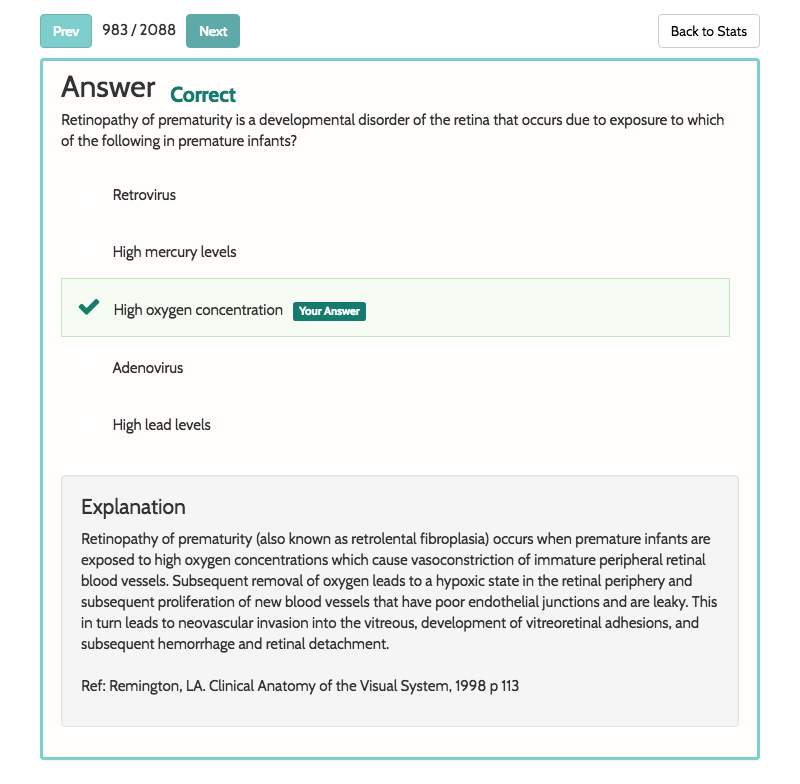 Prev 983 / 2088 Next Back to Stats
Answer Correct
Retinopathy of prematurity is a developmental disorder of the retina that occurs due to exposure to which
of the following in premature infants?
Retrovirus
High mercury levels
High oxygen concentration Your Answer
Adenovirus
High lead levels
Explanation
Retinopathy of prematurity (also known as retrolental fibroplasia) occurs when premature infants are
exposed to high oxygen concentrations which cause vasoconstriction of immature peripheral retinal
blood vessels. Subsequent removal of oxygen leads to a hypoxic state in the retinal periphery and
subsequent proliferation of new blood vessels that have poor endothelial junctions and are leaky. This
in turn leads to neovascular invasion into the vitreous, development of vitreoretinal adhesions, and
subsequent hemorrhage and retinal detachment.
Ref: Remington, LA. Clinical Anatomy of the Visual System, 1998 p 113